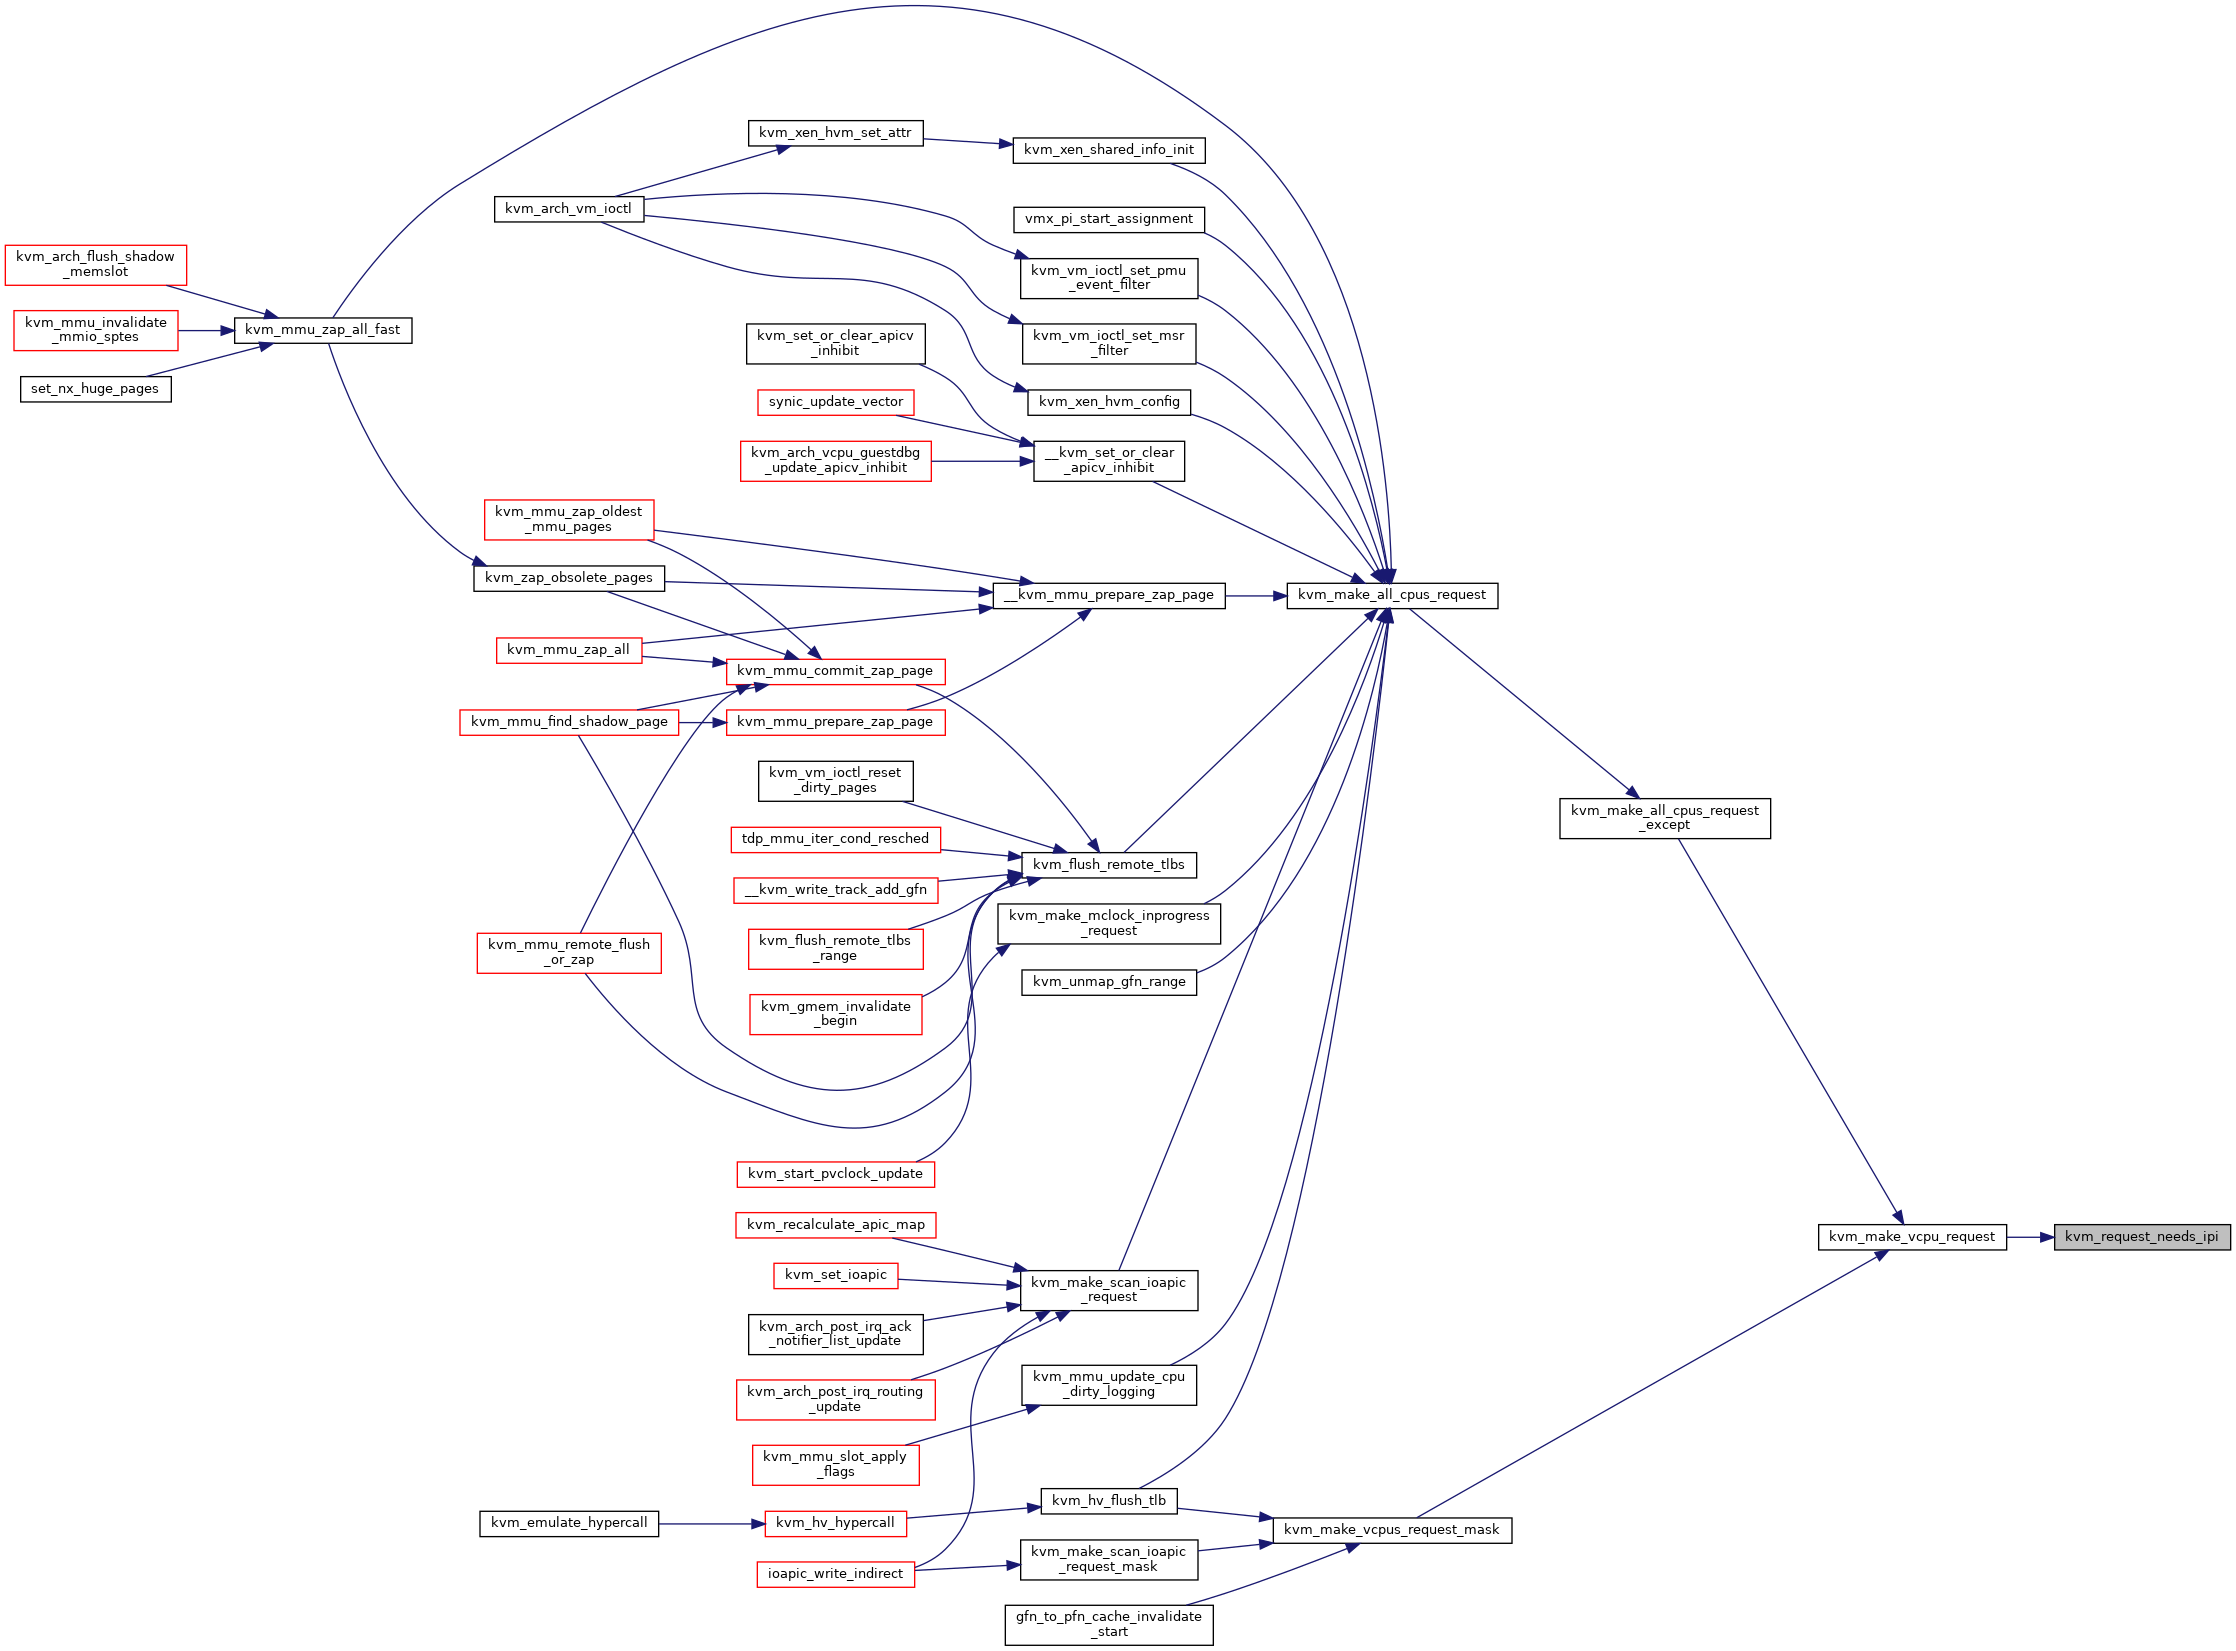 kvm_xen_hvm_set_attr
kvm_xen_shared_info_init
kvm_arch_vm_ioctl
vmx_pi_start_assignment
kvm_arch_flush_shadow
_memslot
kvm_vm_ioctl_set_pmu
_event_filter
kvm_mmu_invalidate
_mmio_sptes
kvm_mmu_zap_all_fast
kvm_set_or_clear_apicv
_inhibit
kvm_vm_ioctl_set_msr
_filter
set_nx_huge_pages
synic_update_vector
kvm_xen_hvm_config
kvm_arch_vcpu_guestdbg
_update_apicv_inhibit
__kvm_set_or_clear
_apicv_inhibit
kvm_mmu_zap_oldest
_mmu_pages
kvm_zap_obsolete_pages
__kvm_mmu_prepare_zap_page
kvm_make_all_cpus_request
kvm_mmu_zap_all
kvm_mmu_commit_zap_page
kvm_mmu_find_shadow_page
kvm_mmu_prepare_zap_page
kvm_vm_ioctl_reset
_dirty_pages
kvm_make_all_cpus_request
_except
tdp_mmu_iter_cond_resched
kvm_flush_remote_tlbs
__kvm_write_track_add_gfn
kvm_make_mclock_inprogress
_request
kvm_flush_remote_tlbs
_range
kvm_mmu_remote_flush
_or_zap
kvm_unmap_gfn_range
kvm_gmem_invalidate
_begin
kvm_start_pvclock_update
kvm_recalculate_apic_map
kvm_make_vcpu_request
kvm_request_needs_ipi
kvm_set_ioapic
kvm_make_scan_ioapic
_request
kvm_arch_post_irq_ack
_notifier_list_update
kvm_arch_post_irq_routing
_update
kvm_mmu_update_cpu
_dirty_logging
kvm_mmu_slot_apply
_flags
kvm_hv_flush_tlb
kvm_emulate_hypercall
kvm_hv_hypercall
kvm_make_vcpus_request_mask
kvm_make_scan_ioapic
_request_mask
ioapic_write_indirect
gfn_to_pfn_cache_invalidate
_start